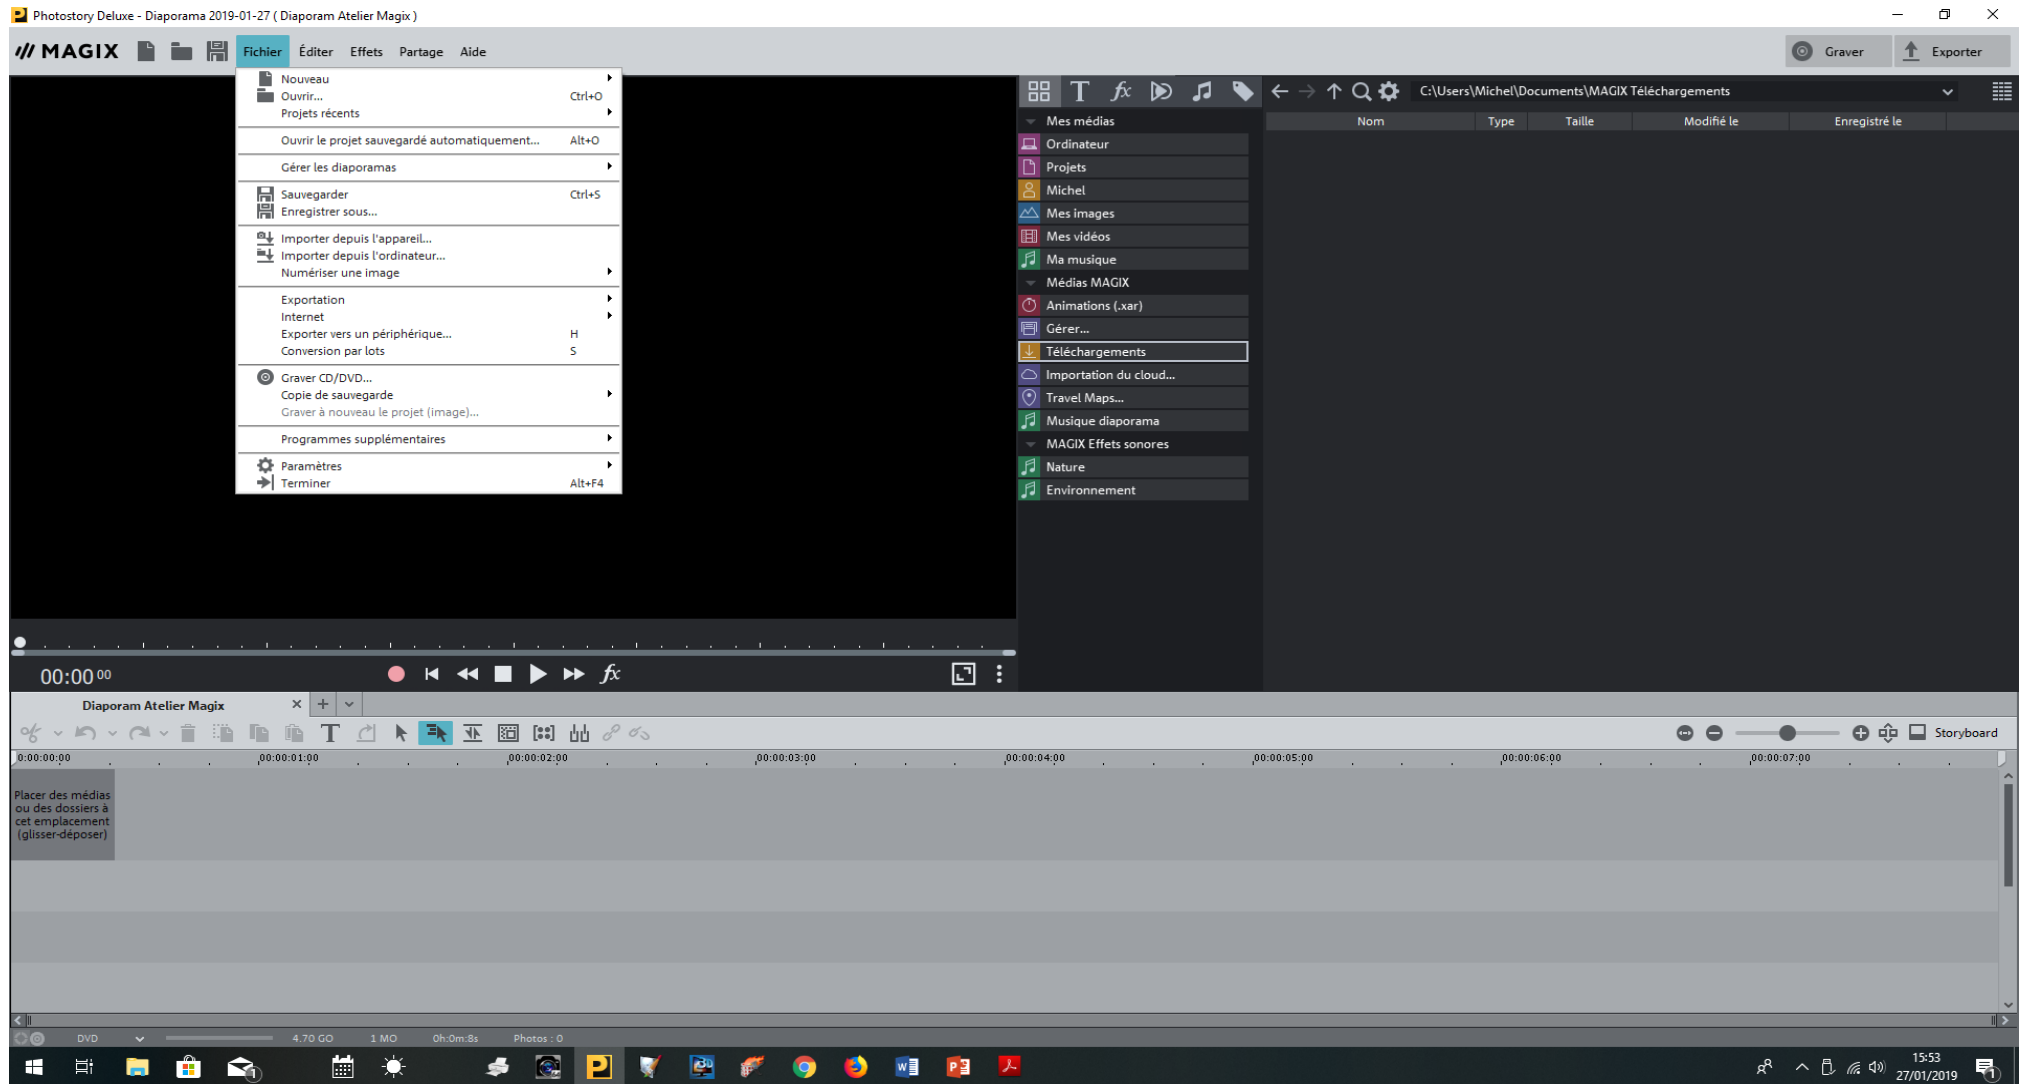 Photostory Deluxe - Diaporama 2019-01-27 ( Diaporam Atelier Magix )
MAGIX Fichier Éditer Effets Partage Aide Graver Exporter
Nouveau
Ouvrir... Ctrl+O
Projets récents
Ouvrir le projet sauvegardé automatiquement... Alt+O
Gérer les diaporamas
Sauvegarder Ctrl+S
Enregistrer sous...
Importer depuis l'appareil...
Importer depuis l'ordinateur...
Numériser une image
Exportation
Internet
Exporter vers un périphérique... H
Conversion par lots S
Graver CD/DVD...
Copie de sauvegarde
Graver à nouveau le projet (image)...
Programmes supplémentaires
Paramètres
Terminer Alt+F4
C:\Users\Michel\Documents\MAGIX Téléchargements
Mes médias
Ordinateur
Projets
Michel
Mes images
Mes vidéos
Ma musique
Médias MAGIX
Animations (.xar)
Gérer...
Téléchargements
Importation du cloud...
Travel Maps...
Musique diaporama
MAGIX Effets sonores
Nature
Environnement
Nom Type Taille Modifié le Enregistré le
00:00 00
fx
Diaporam Atelier Magix
Storyboard
0:00:00:00 00:00:01:00 00:00:02:00 00:00:03:00 00:00:04:00 00:00:05:00 00:00:06:00 00:00:07:00
Placer des médias
ou des dossiers à
cet emplacement
(glisser-déposer)
DVD 4.70 GO 1 MO 0h:0m:8s Photos : 0
15:53
27/01/2019